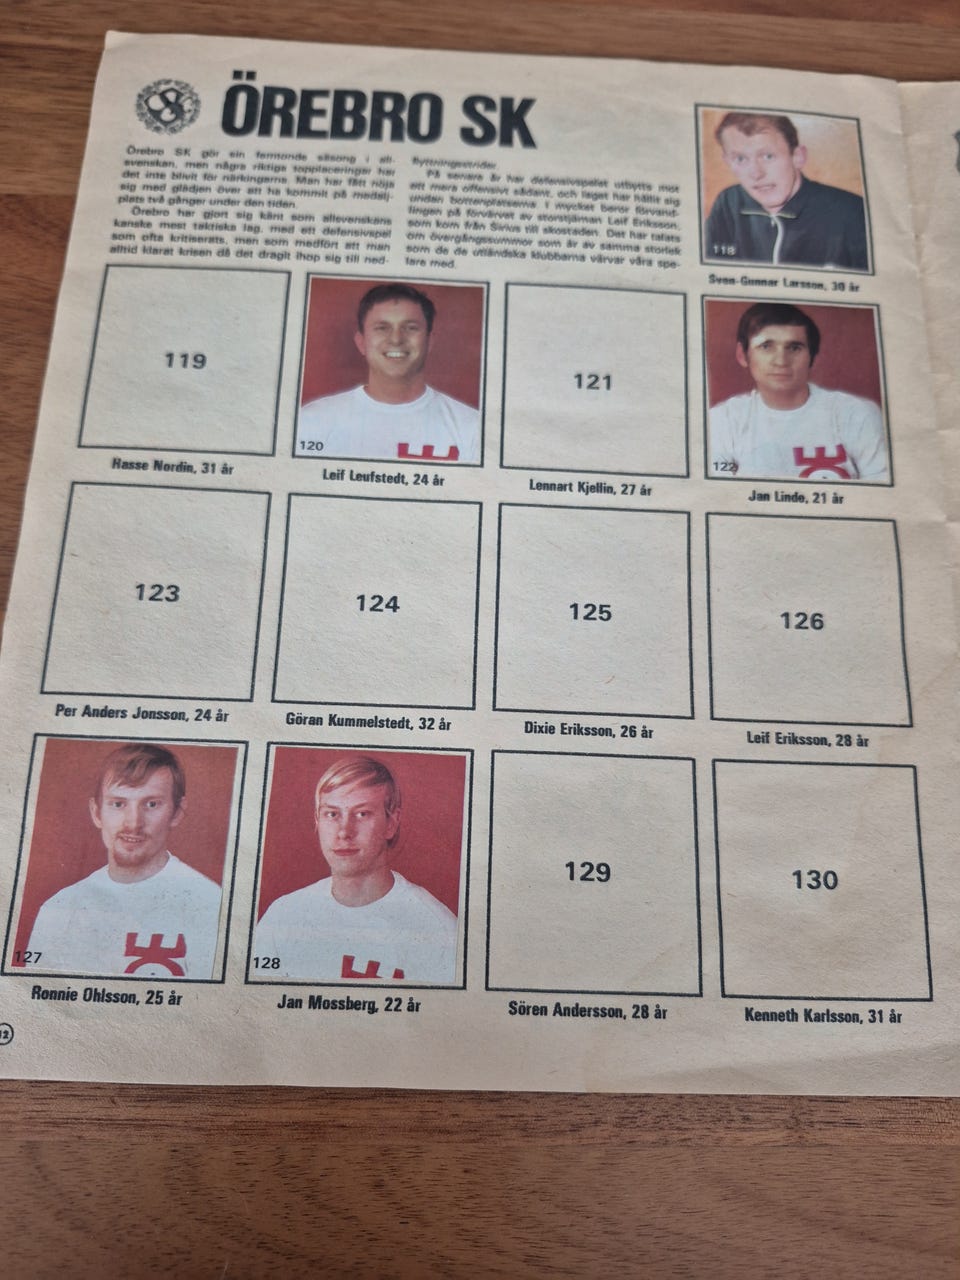 ÖREBRO SK
Örebro SK gör sin femtonde säsong i all-
svenskan, men några riktiga topplaceringar har
det inte blivit för närkingarna. Man har fått nöja
sig med glädjen över att ha kommit på medalj-
plats två gånger under den tiden.
Örebro har gjort sig känt som allsvenskans
kanske mest taktiska lag, med ett defensivspel
som ofta kritiserats, men som medfört att man
alltid klarat krisen då det dragit ihop sig till ned-
flyttningsstrider.
På senare år har defensivspelet utbytts mot
ett mera offensivt sådant, och laget har hållit sig
undan bottenplatserna. I mycket beror förvand-
lingen på förvärvet av storstjärnan Leif Eriksson,
som kom från Sirius till skostaden. Det har talats
om övergångssummor som är av samma storlek
som de de utländska klubbarna värvar våra spe-
lare med.
118
Sven-Gunnar Larsson, 30 år
119
Hasse Nordin, 31 år
120
Leif Leufstedt, 24 år
121
Lennart Kjellin, 27 år
122
Jan Linde, 21 år
123
Per Anders Jonsson, 24 år
124
Göran Kummelstedt, 32 år
125
Dixie Eriksson, 26 år
126
Leif Eriksson, 28 år
127
Ronnie Ohlsson, 25 år
128
Jan Mossberg, 22 år
129
Sören Andersson, 28 år
130
Kenneth Karlsson, 31 år
12